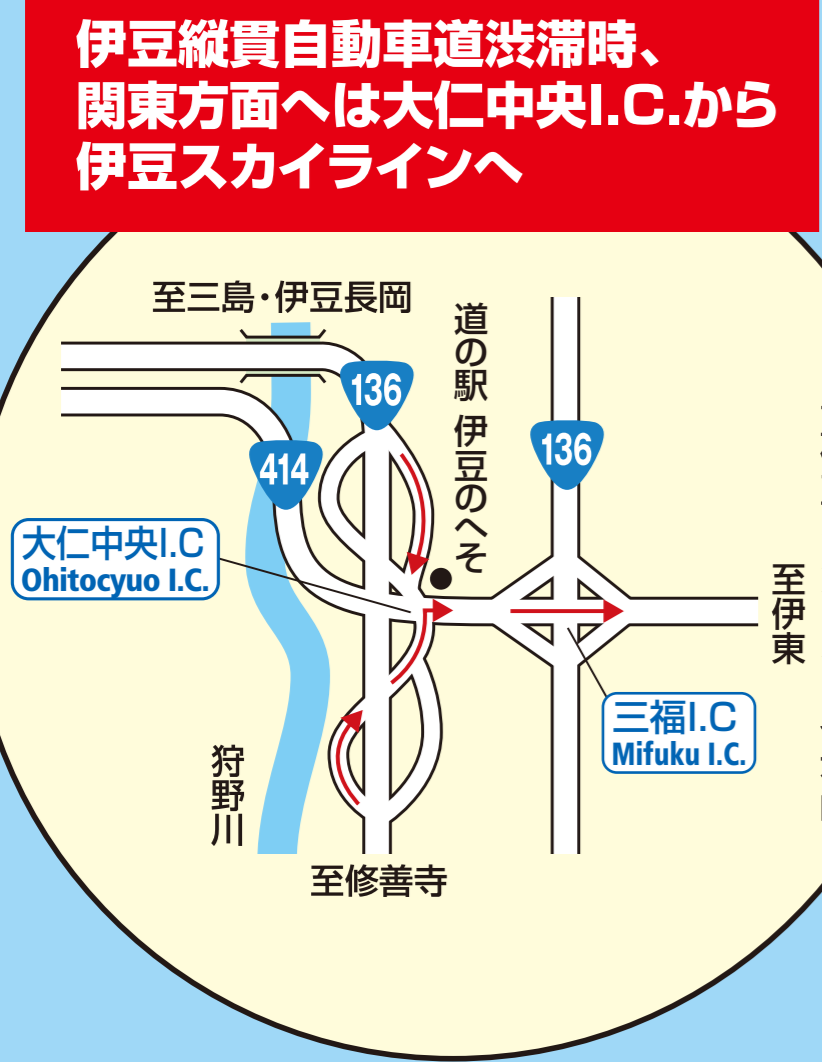 伊豆縦貫自動車道渋滞時、
関東方面へは大仁中央I.C.から
伊豆スカイラインへ
至三島・伊豆長岡
道の駅 伊豆のへそ
136
136
414
大仁中央I.C
Ohitocyuo I.C.
至伊東
三福I.C
Mifuku I.C.
狩野川
至修善寺